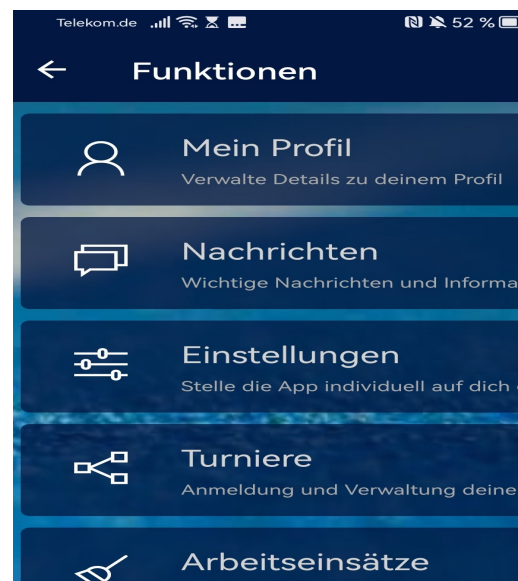 Telekom.de 52 %
Funktionen
Mein Profil
Verwalte Details zu deinem Profil
Nachrichten
Wichtige Nachrichten und Informa
Einstellungen
Stelle die App individuell auf dich
Turniere
Anmeldung und Verwaltung deine
Arbeitseinsätze